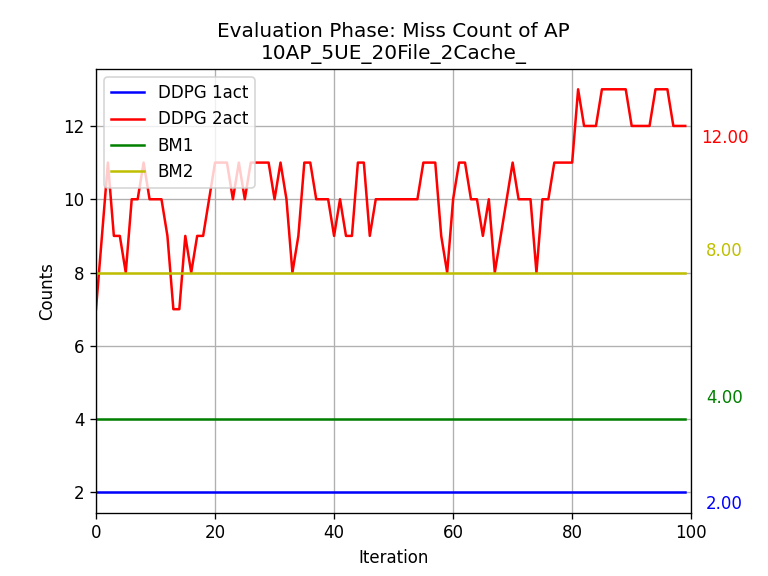 Evaluation Phase: Miss Count of AP
10AP_5UE_20File_2Cache_
DDPG 1act
DDPG 2act
BM1
BM2
12
10
8
6
4
2
Counts
0
20
40
60
80
100
Iteration
12.00
8.00
4.00
2.00